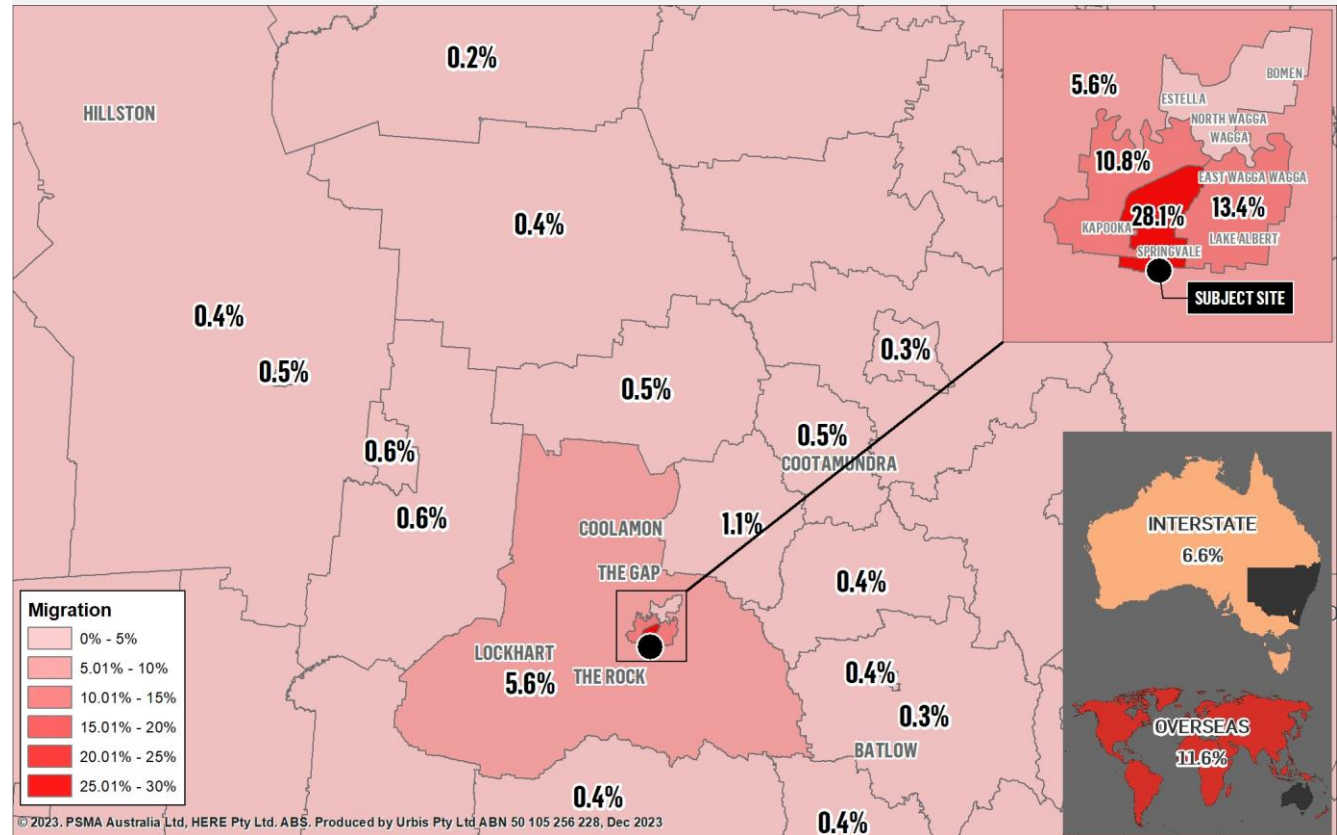 0.2%
HILLSTON
0.4%
0.4%
0.5%
0.5%
0.3%
0.6%
0.5%
COOTAMUNDRA
0.6%
1.1%
COOLAMON
THE GAP
0.4%
LOCKHART
5.6%
THE ROCK
0.4%
0.3%
BATLOW
0.4%
0.4%
5.6%
BOMEN
ESTELLA
NORTH WAGGA
WAGGA
10.8%
EAST WAGGA WAGGA
28.1%
13.4%
KAPOOKA
LAKE ALBERT
SPRINGVALE
SUBJECT SITE
INTERSTATE
6.6%
OVERSEAS
11.6%
Migration
0% - 5%
5.01% - 10%
10.01% - 15%
15.01% - 20%
20.01% - 25%
25.01% - 30%
© 2023. PSMA Australia Ltd, HERE Pty Ltd. ABS. Produced by Urbis Pty Ltd ABN 50 105 256 228, Dec 2023